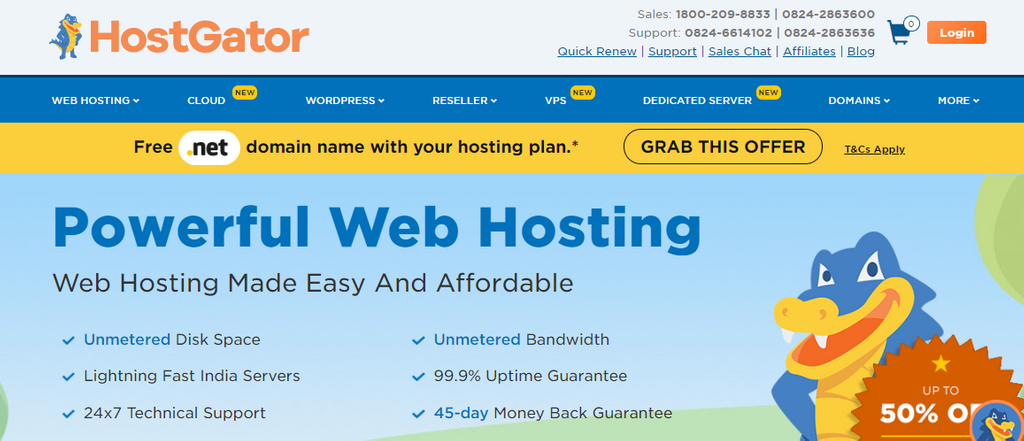 HostGator
Sales: 1800-209-8833 | 0824-2863600
Support: 0824-6614102 | 0824-2863636
Quick Renew | Support | Sales Chat | Affiliates | Blog
0
Login
WEB HOSTING
CLOUD NEW
WORDPRESS
RESELLER
VPS NEW
DEDICATED SERVER NEW
DOMAINS
MORE
Free .net domain name with your hosting plan.*
GRAB THIS OFFER
T&Cs Apply
Powerful Web Hosting
Web Hosting Made Easy And Affordable
Unmetered Disk Space
Unmetered Bandwidth
Lightning Fast India Servers
99.9% Uptime Guarantee
24x7 Technical Support
45-day Money Back Guarantee
UP TO
50%